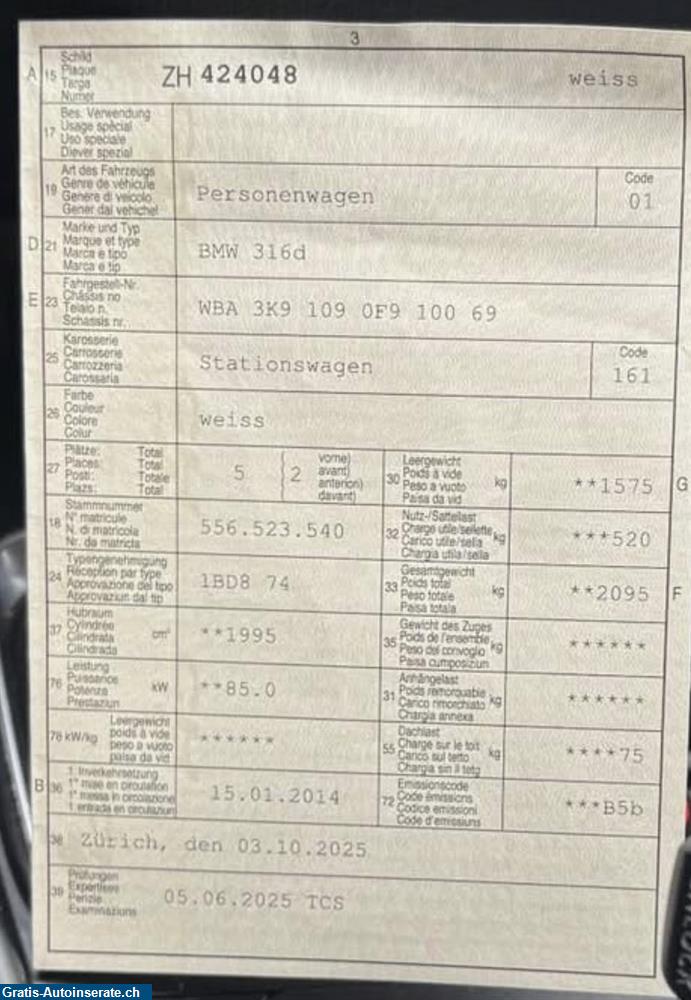 3
A 15 Schild
Plaque
Targa
Numer
ZH 424048 weiss
17 Bes. Verwendung
Usage spécial
Uso speciale
Diever spezial
19 Art des Fahrzeugs
Genre de véhicule
Genere di veicolo
Gener dal vehichel
Personenwagen
Code
01
D 21 Marke und Typ
Marque et type
Marca e tipo
Marca e tip
BMW 316d
E 23 Fahrgestell-Nr.
Châssis no
Telaio n.
Schassis nr.
WBA 3K9 109 0F9 100 69
25 Karosserie
Carrosserie
Carrozzeria
Carossaria
Stationswagen
Code
161
26 Farbe
Couleur
Colore
Colur
weiss
27 Plätze: Total
Places: Total
Posti: Totale
Plazs: Total
5 ( 2 vorne)
avant)
anteriori)
davant)
30 Leergewicht
Poids à vide
Peso a vuoto
Paisa da vid
kg **1575 G
18 Stammnummer
N° matricule
N. di matricola
Nr. da matricla
556.523.540
32 Nutz-/Sattellast
Charge utile/sellette
Carico utile/sella
Chargia utila/sella
kg ***520
24 Typengenehmigung
Réception par type
Approvazione del tipo
Approvaziun dal tip
1BD8 74
33 Gesamtgewicht
Poids total
Peso totale
Paisa totala
kg **2095 F
37 Hubraum
Cylindrée
Cilindrata
Cilindrada
cm³ **1995
35 Gewicht des Zuges
Poids de l'ensemble
Peso del convoglio
Paisa cumposiziun
kg ******
76 Leistung
Puissance
Potenza
Prestaziun
kW **85.0
31 Anhängelast
Poids remorquable
Carico rimorchiato
Chargia annexa
kg ******
78 kW/kg Leergewicht
poids à vide
peso a vuoto
paisa da vid
******
55 Dachlast
Charge sur le toit
Carico sul tetto
Chargia sin il tetg
kg ****75
B 36 1. Inverkehrsetzung
1re mise en circulation
1a messa in circolazione
1. entrada en circulaziun
15.01.2014
72 Emissionscode
Code émissions
Codice emissioni
Code d'emissiuns
***B5b
38 Zürich, den 03.10.2025
39 Prüfungen
Expertises
Perizie
Examinaziuns
05.06.2025 TCS
Gratis-Autoinserate.ch